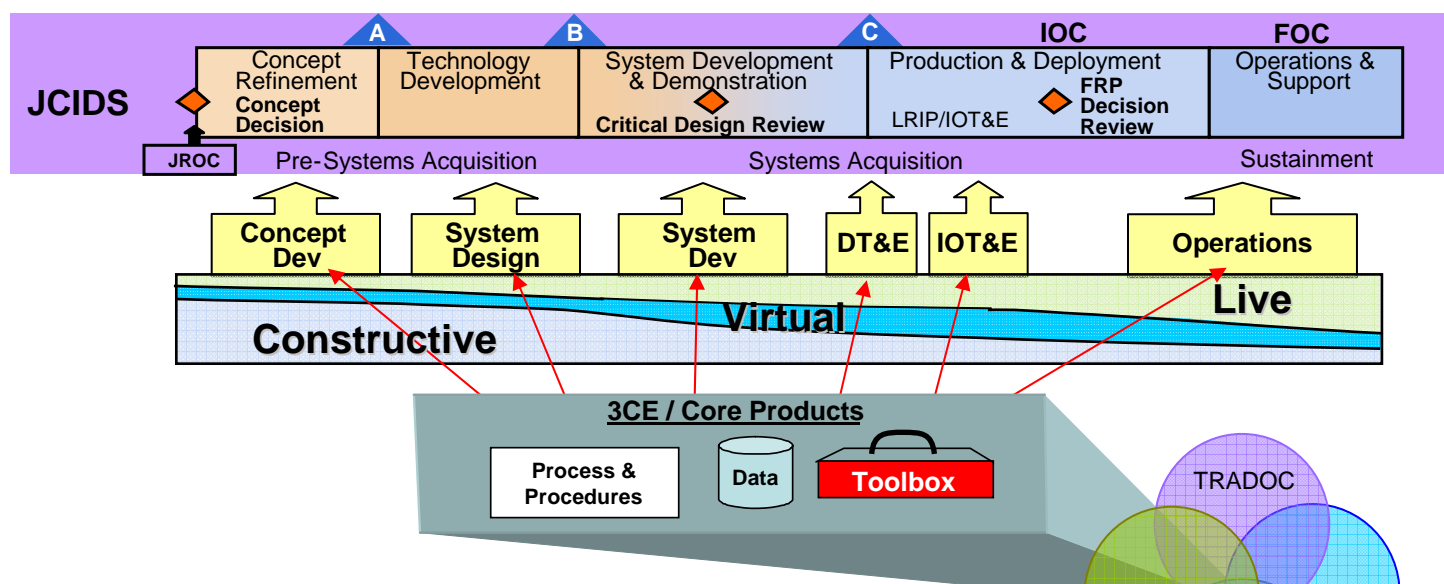 A
B
C
IOC
FOC
JCIDS
Concept
Refinement
Concept
Decision
Technology
Development
System Development
& Demonstration
Critical Design Review
Production & Deployment
LRIP/IOT&E
FRP
Decision
Review
Operations &
Support
JROC
Pre-Systems Acquisition
Systems Acquisition
Sustainment
Concept
Dev
System
Design
System
Dev
DT&E
IOT&E
Operations
Constructive
Virtual
Live
3CE / Core Products
Process &
Procedures
Data
Toolbox
TRADOC